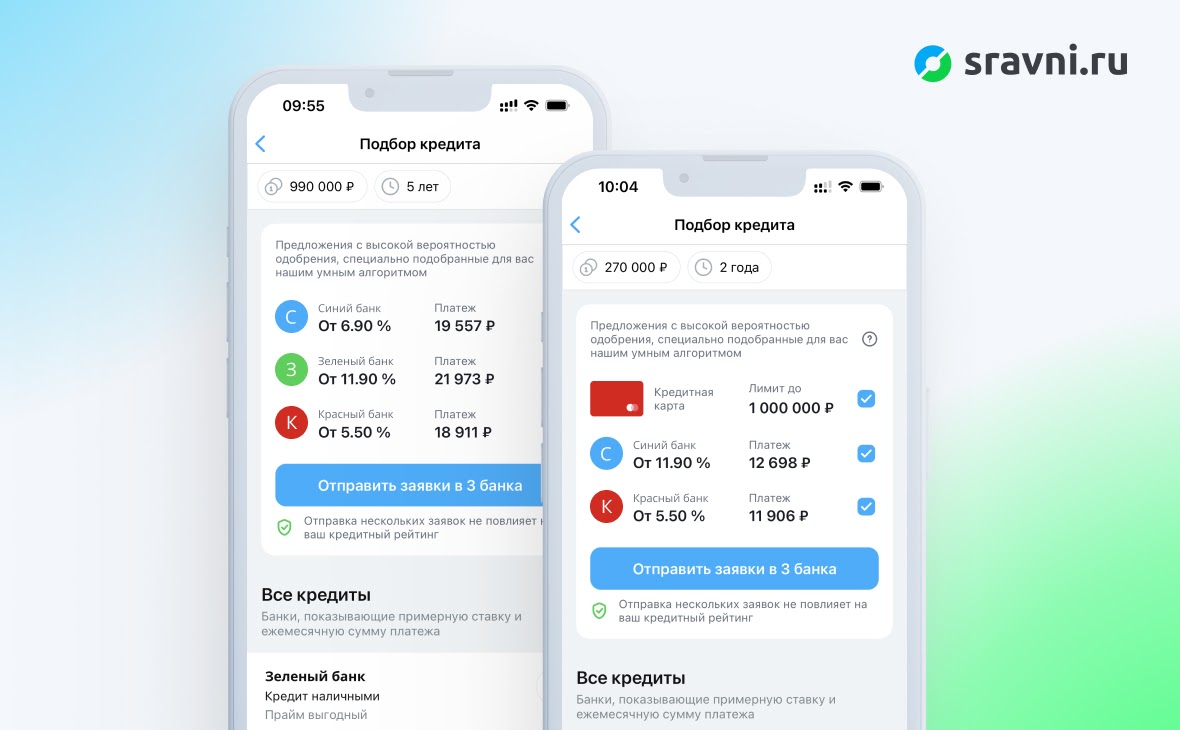 sravni.ru
09:55
Подбор кредита
990 000 ₽
5 лет
Предложения с высокой вероятностью
одобрения, специально подобранные для вас
нашим умным алгоритмом
С
Синий банк
От 6.90 %
Платеж
19 557 ₽
З
Зеленый банк
От 11.90 %
Платеж
21 973 ₽
К
Красный банк
От 5.50 %
Платеж
18 911 ₽
Отправить заявки в 3 банка
Отправка нескольких заявок не повлияет
ваш кредитный рейтинг
Все кредиты
Банки, показывающие примерную ставку и
ежемесячную сумму платежа
Зеленый банк
Кредит наличными
Прайм выгодный
10:04
Подбор кредита
270 000 ₽
2 года
Предложения с высокой вероятностью
одобрения, специально подобранные для вас
нашим умным алгоритмом
?
Кредитная
карта
Лимит до
1 000 000 ₽
С
Синий банк
От 11.90 %
Платеж
12 698 ₽
К
Красный банк
От 5.50 %
Платеж
11 906 ₽
Отправить заявки в 3 банка
Отправка нескольких заявок не повлияет на
ваш кредитный рейтинг
Все кредиты
Банки, показывающие примерную ставку и
ежемесячную сумму платежа